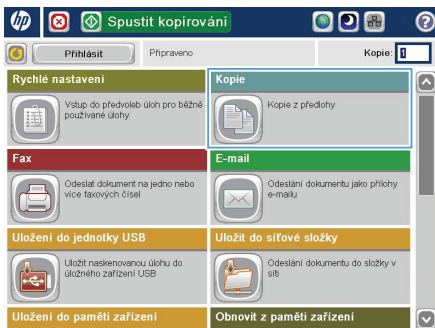 hp
Spustit kopírování
?
Přihlásit
Připraveno
Kopie: 1
Rychlé nastavení
Vstup do předvoleb úloh pro běžně
používané úlohy
Kopie
Kopie z předlohy
Fax
Odeslat dokument na jedno nebo
více faxových čísel
E-mail
Odeslání dokumentu jako přílohy
e-mailu
Uložení do jednotky USB
Uložit naskenovanou úlohu do
úložného zařízení USB
Uložit do síťové složky
Odeslání dokumentu do složky v
síti
Uložení do paměti zařízení
Obnovit z paměti zařízení